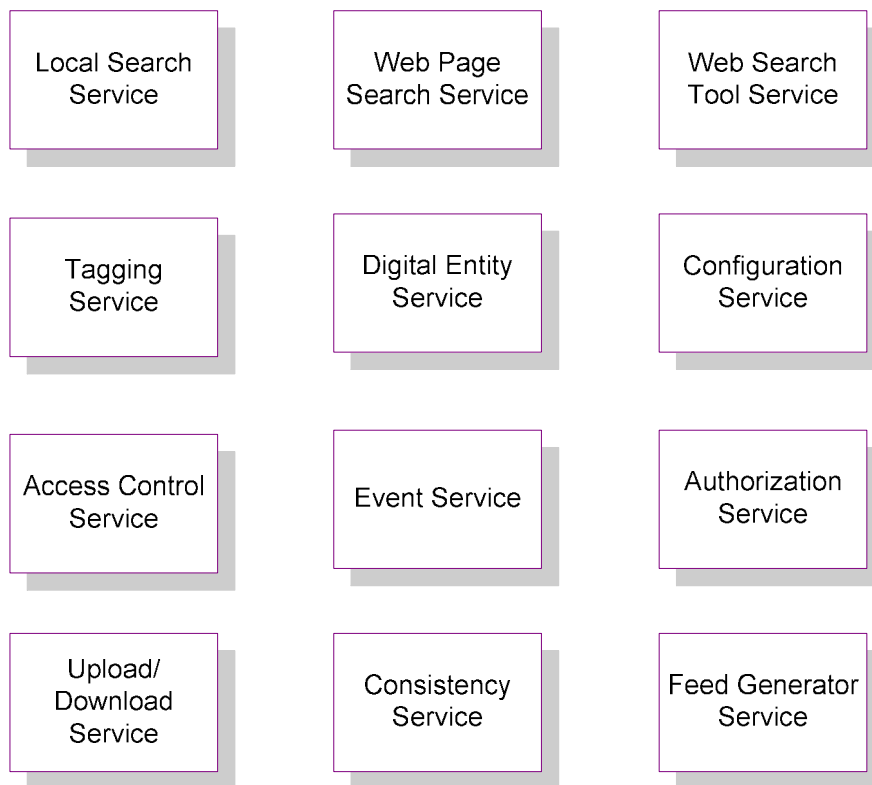 Local Search
Service
Web Page
Search Service
Web Search
Tool Service
Tagging
Service
Digital Entity
Service
Configuration
Service
Access Control
Service
Event Service
Authorization
Service
Upload/
Download
Service
Consistency
Service
Feed Generator
Service